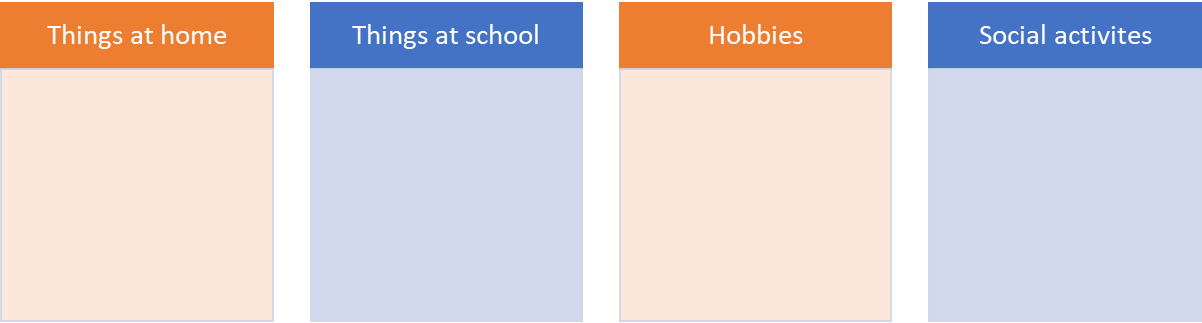 Things at home
Things at school
Hobbies
Social activites